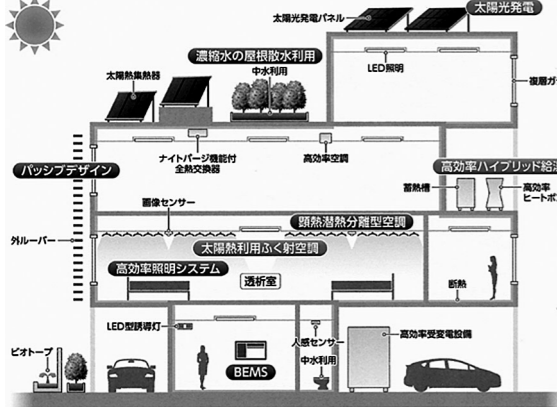 太陽光発電パネル
太陽光発電
濃縮水の屋根散水利用
中水利用
LED照明
太陽熱集熱器
複層ガ
ナイトパージ機能付
全熱交換器
高効率空調
パッシブデザイン
高効率ハイブリッド給湯
蓄熱槽
高効率
ヒートポ
画像センサー
顕熱潜熱分離型空調
外ルーバー
太陽熱利用ふく射空調
高効率照明システム
透析室
断熱
LED型誘導灯
人感センサー
中水利用
高効率受変電設備
ビオトープ
BEMS